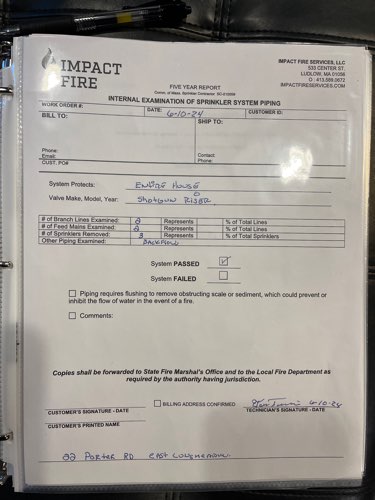 IMPACT
FIRE
IMPACT FIRE SERVICES, LLC
533 CENTER ST.
LUDLOW, MA 01056
O : 413.589.0672
IMPACTFIRESERVICES.COM
FIVE YEAR REPORT
INTERNAL EXAMINATION OF SPRINKLER SYSTEM PIPING
WORK ORDER #: DATE: 6-10-24 CUSTOMER ID:
BILL TO: SHIP TO:
Phone:
Email: Contact:
CUST. PO# Phone:
System Protects: ENTIRE HOUSE
Valve Make, Model, Year: SHOTGUN RISER
# of Branch Lines Examined: 2 Represents % of Total Lines
# of Feed Mains Examined: 2 Represents % of Total Lines
# of Sprinklers Removed: Represents % of Total Sprinklers
Other Piping Examined: BACKFLOW
System PASSED ☑
System FAILED ☐
☐ Piping requires flushing to remove obstructing scale or sediment, which could prevent or
inhibit the flow of water in the event of a fire.
☐ Comments:
Copies shall be forwarded to State Fire Marshal's Office and to the Local Fire Department as
required by the authority having jurisdiction.
☐ BILLING ADDRESS CONFIRMED 6-10-24
CUSTOMER'S SIGNATURE - DATE TECHNICIAN'S SIGNATURE - DATE
CUSTOMER'S PRINTED NAME
22 PORTER RD EAST LONGMEADOW.